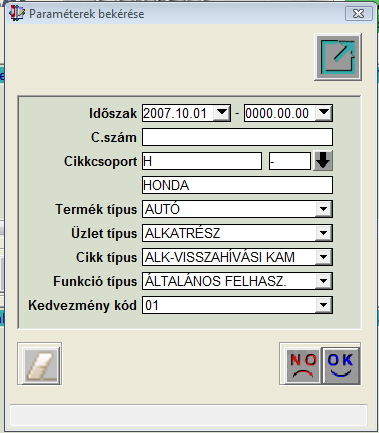 Paraméterek bekérése
Időszak 2007.10.01 - 0000.00.00
C.szám
Cikkcsoport H -
HONDA
Termék típus AUTÓ
Üzlet típus ALKATRÉSZ
Cikk típus ALK-VISSZAHÍVÁSI KAM
Funkció típus ÁLTALÁNOS FELHASZ.
Kedvezmény kód 01
NO OK